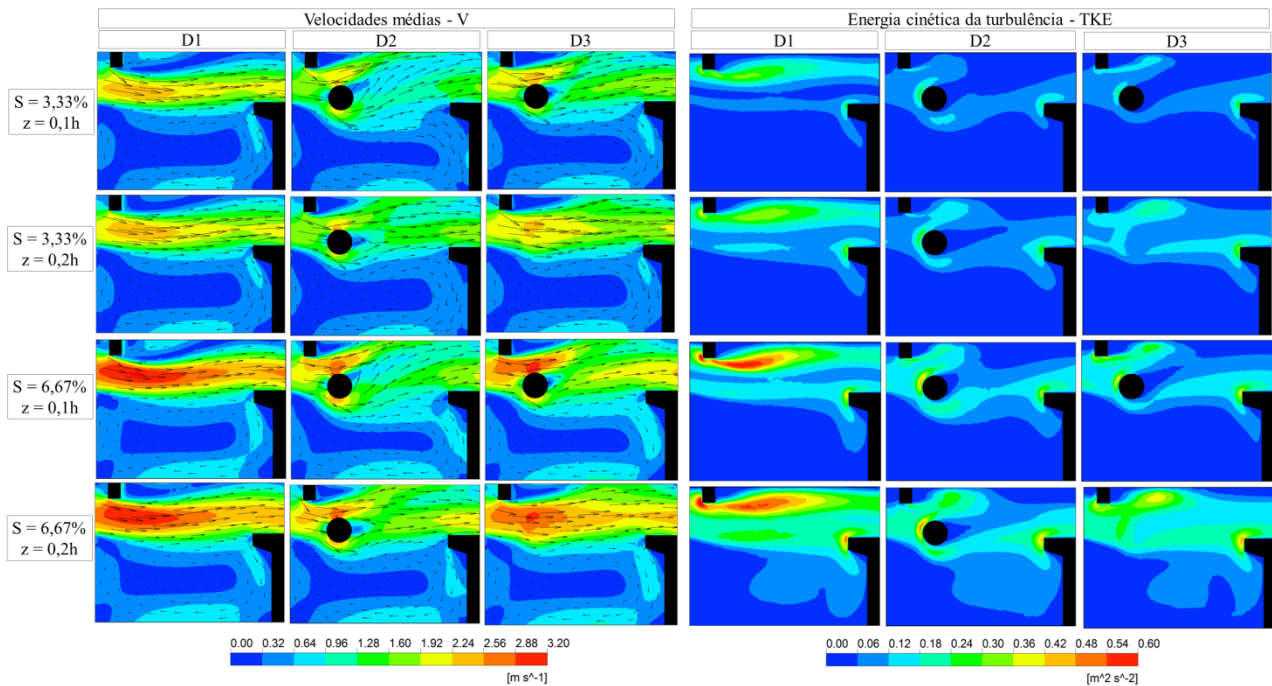 Velocidades médias - V
Energia cinética da turbulência - TKE
D1 D2 D3 D1 D2 D3
S = 3,33%
z = 0,1h
S = 3,33%
z = 0,2h
S = 6,67%
z = 0,1h
S = 6,67%
z = 0,2h
0.00 0.32 0.64 0.96 1.28 1.60 1.92 2.24 2.56 2.88 3.20
[m s^-1]
0.00 0.06 0.12 0.18 0.24 0.30 0.36 0.42 0.48 0.54 0.60
[m^2 s^-2]